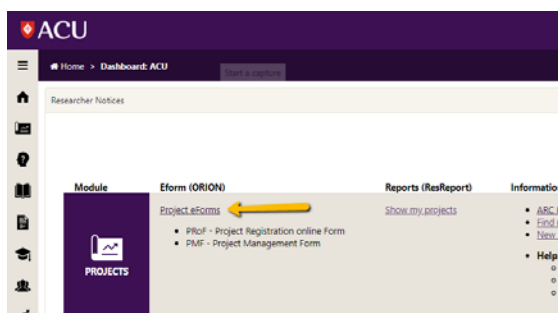 ACU
Home > Dashboard: ACU
Start a capture
Researcher Notices
Module Eform (ORION) Reports (ResReport) Informatio
Project eForms Show my projects ARC
PRoF - Project Registration online Form Find
PMF - Project Management Form New
PROJECTS Help